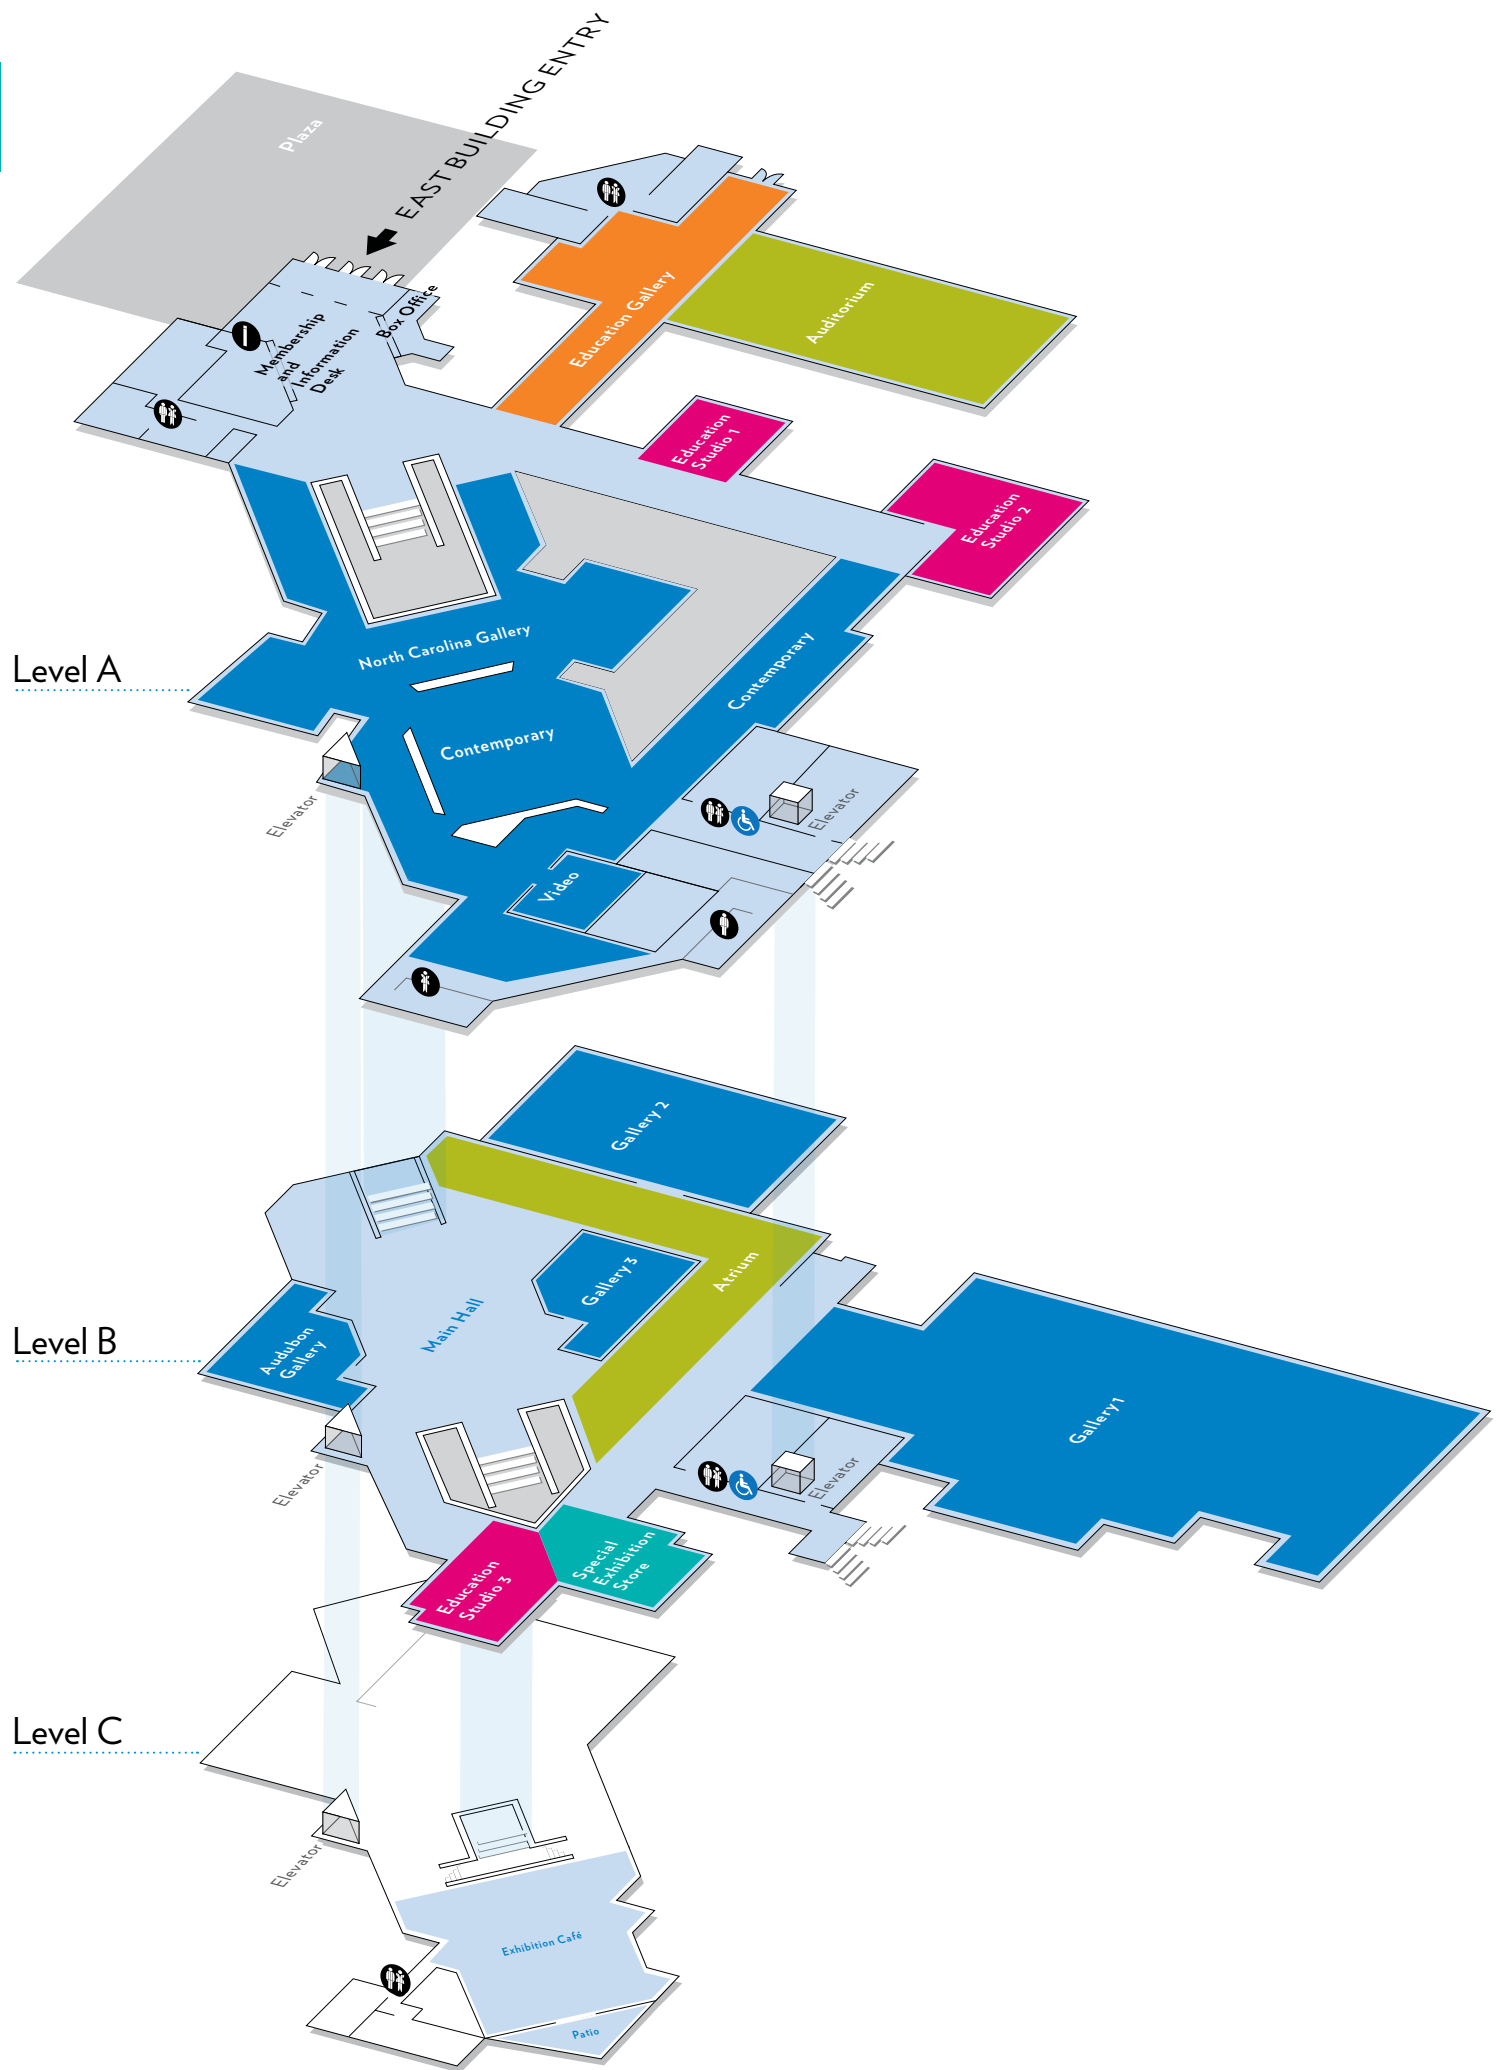 Plaza
EAST BUILDING ENTRY
Box Office
Membership
and
Information
Desk
Education Gallery
Auditorium
Education
Studio 1
Education
Studio 2
Level A
North Carolina Gallery
Contemporary
Contemporary
Elevator
Elevator
Video
Gallery 2
Level B
Main Hall
Gallery 3
Atrium
Audubon
Gallery
Gallery 1
Elevator
Elevator
Special
Exhibition
Store
Education
Studio 3
Level C
Elevator
Exhibition Café
Patio